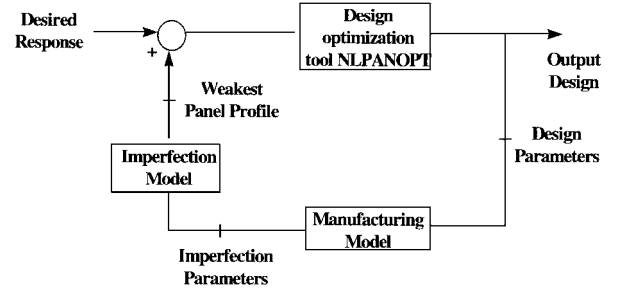 Desired
Response
+
Design
optimization
tool NLPANOPT
Output
Design
Weakest
Panel Profile
Design
Parameters
Imperfection
Model
Manufacturing
Model
Imperfection
Parameters